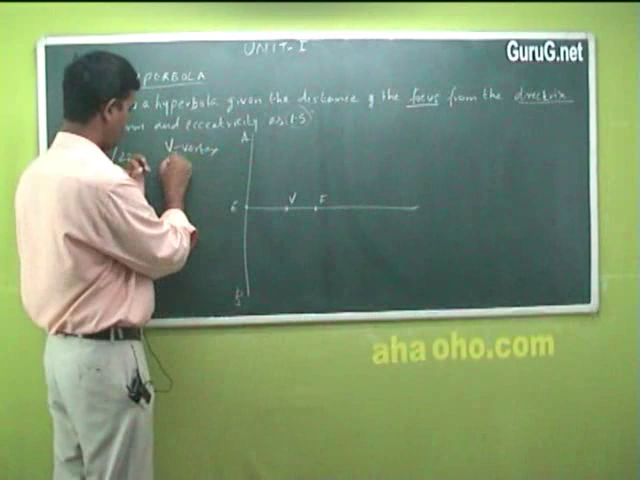 UNIT-I
GuruG.net
PERBOLA
a hyperbola given the distance of the focus from the directrix
and eccentricity as (1.5)
V-vertex
A
C V F
B
aha oho.com